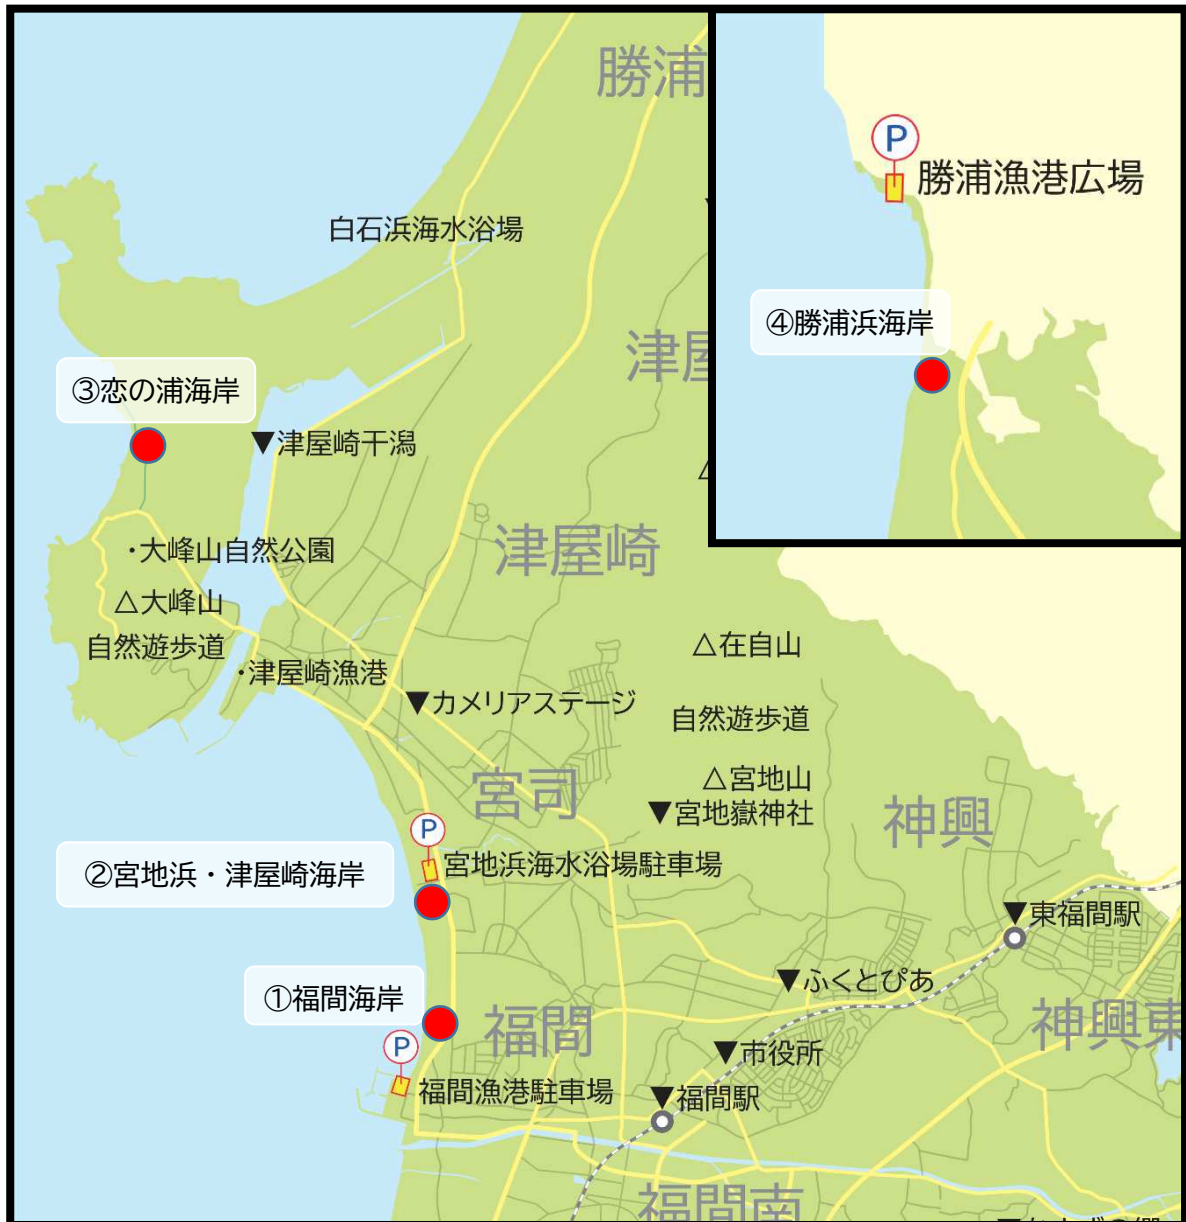 勝浦
P
勝浦漁港広場
白石浜海水浴場
④勝浦浜海岸
津屋
③恋の浦海岸
▼津屋崎干潟
津屋崎
・大峰山自然公園
△大峰山
自然遊歩道
△在自山
・津屋崎漁港
▼カメリアステージ
自然遊歩道
△宮地山
宮司
▼宮地嶽神社
神興
P
宮地浜海水浴場駐車場
②宮地浜・津屋崎海岸
▼東福間駅
▼ふくとぴあ
①福間海岸
福間
神興東
P
▼市役所
福間漁港駐車場
▼福間駅
福間南